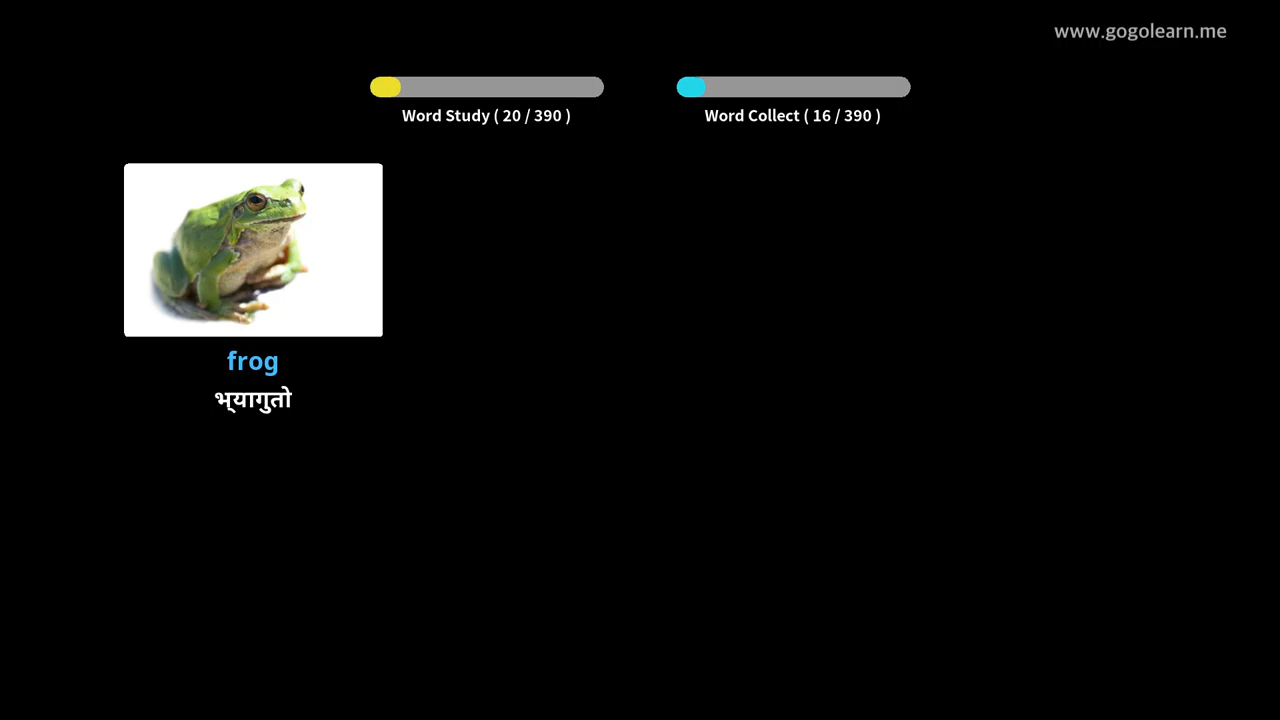 www.gogolearn.me
Word Study ( 20 / 390 )
Word Collect ( 16 / 390 )
frog
भ्यागुतो